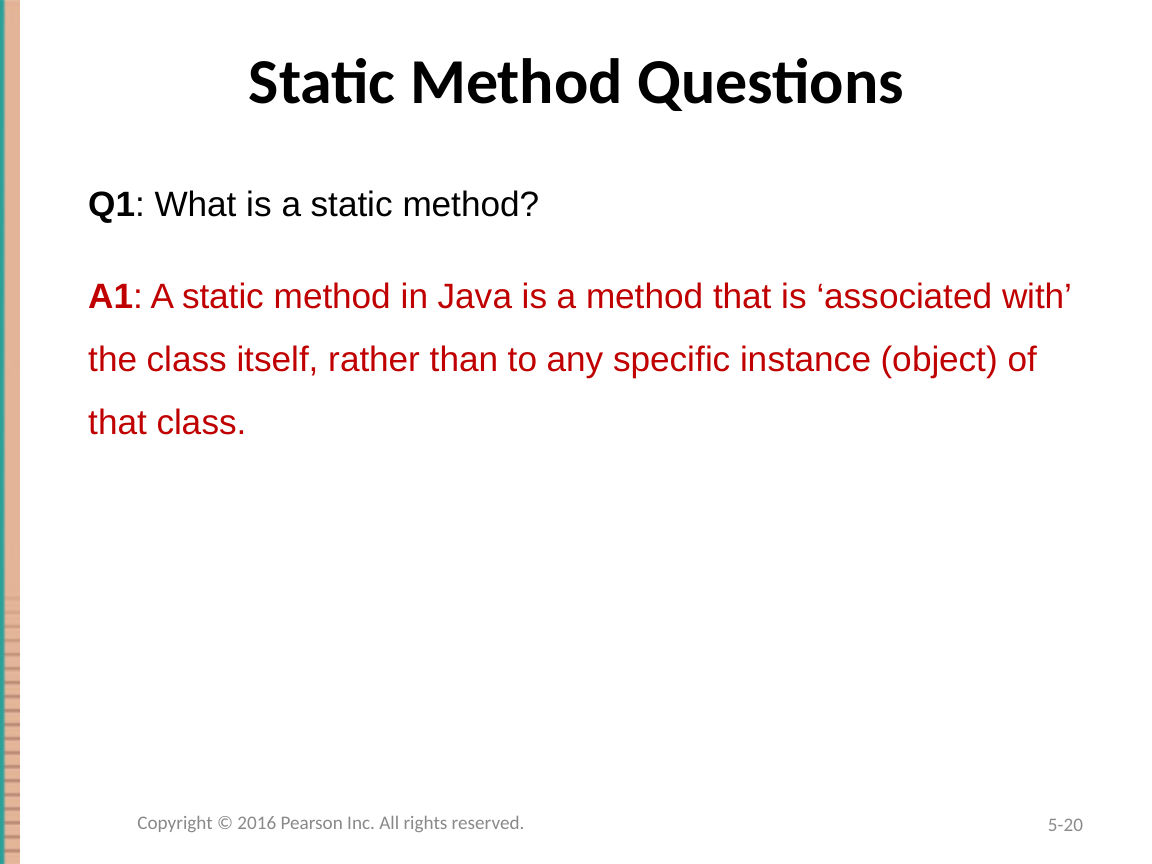 Static Method Questions
Q1: What is a static method?
A1: A static method in Java is a method that is ‘associated with’
the class itself, rather than to any specific instance (object) of
that class.
Copyright © 2016 Pearson Inc. All rights reserved.
5-20